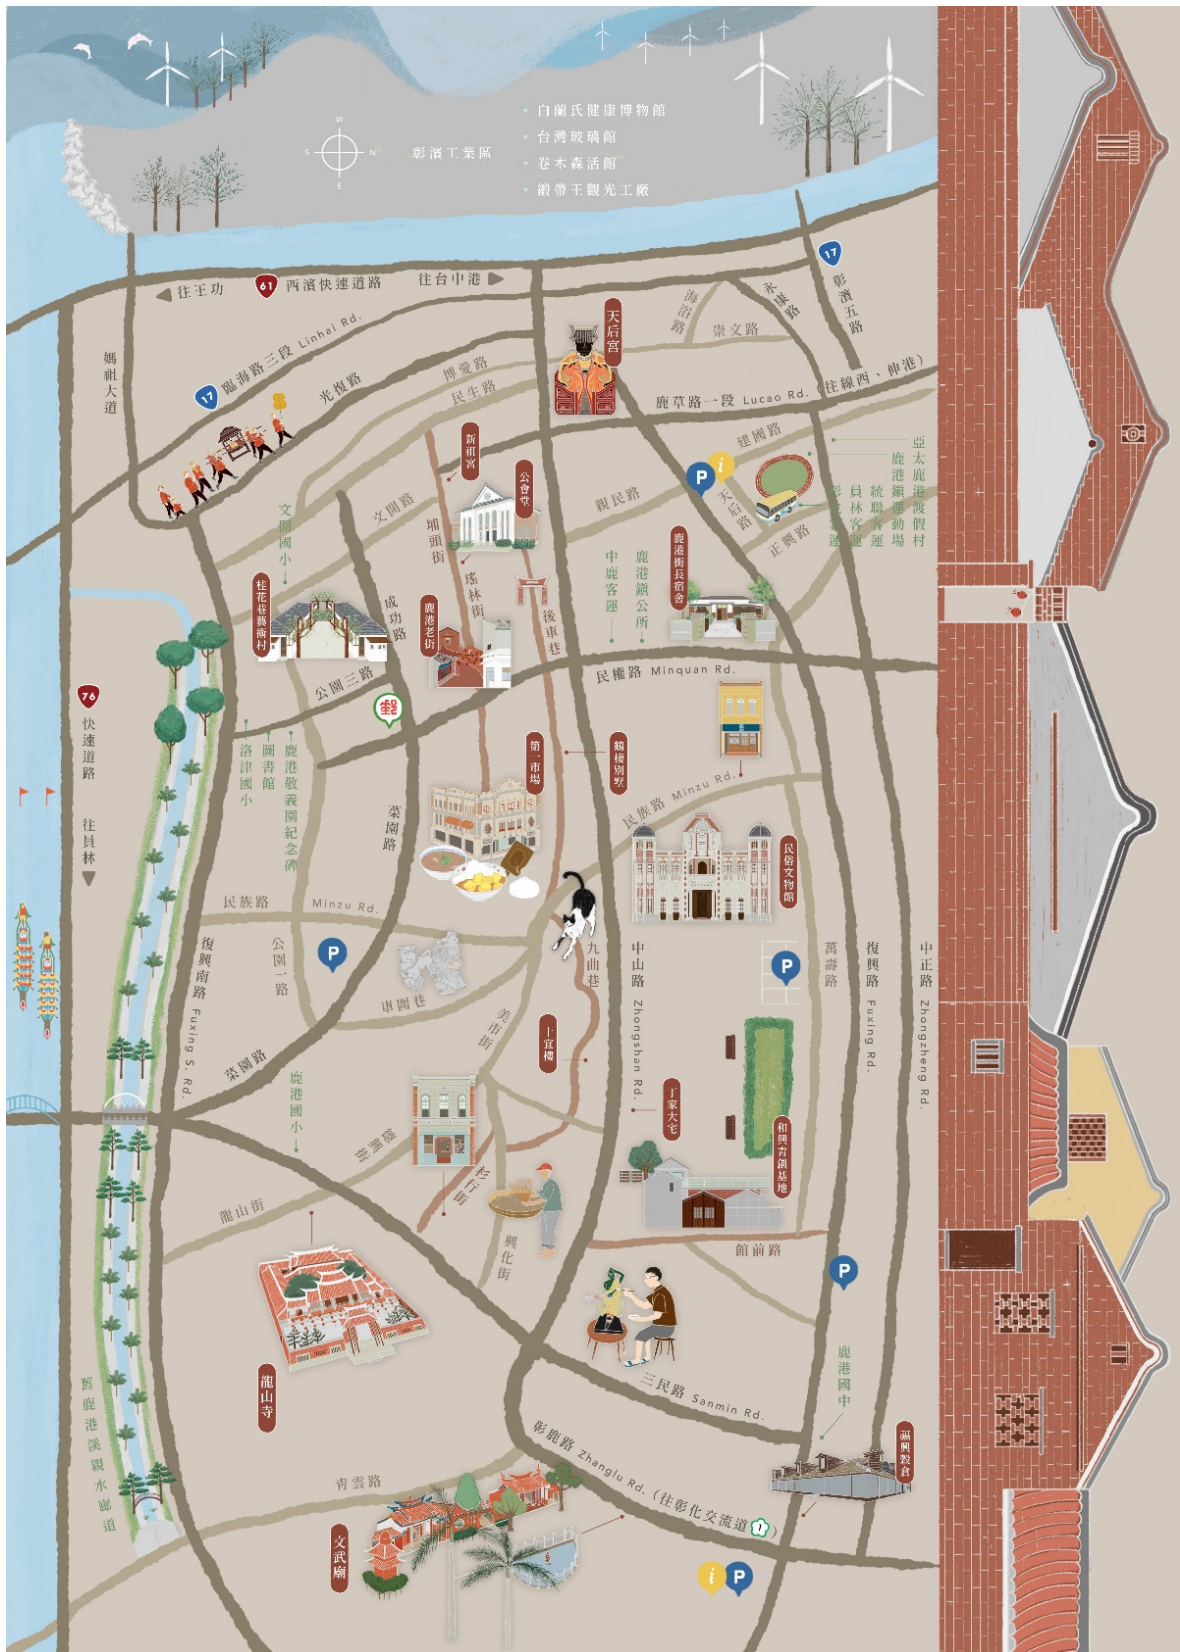 W
S
N
E
彰濱工業區
• 白蘭氏健康博物館
• 台灣玻璃館
• 卷木森活館
• 緞帶王觀光工廠
17
彰濱五路
往王功
61
西濱快速道路
往台中港
永康路
海浴路
崇文路
天后宮
媽祖大道
17
臨海路三段 Linhai Rd.
光復路
博愛路
民生路
鹿草路一段 Lucao Rd. (往線西、伸港)
建國路
亞太鹿港渡假村
鹿港鎮運動場
統聯客運
員林客運
彰化客運
P
i
天后路
正興路
親民路
新祖宮
公會堂
文開路
埔頭街
文開國小
瑤林街
後車巷
中鹿客運
鹿港鎮公所
鹿港街長宿舍
桂花巷藝術村
成功路
鹿港老街
公園三路
郵
民權路 Minquan Rd.
76
快速道路
往員林
洛津國小
圖書館
鹿港敬義園紀念碑
菜園路
第一市場
鶴棲別墅
民族路 Minzu Rd.
民俗文物館
民族路 Minzu Rd.
P
公園一路
復興南路 Fuxing S. Rd.
車圍巷
美市街
九曲巷
中山路 Zhongshan Rd.
P
萬壽路
復興路 Fuxing Rd.
中正路 Zhongzheng Rd.
菜園路
十宜樓
鹿港國小
丁家大宅
和興青創基地
德興街
杉行街
龍山街
興化街
館前路
P
龍山寺
鹿港國中
三民路 Sanmin Rd.
舊鹿港溪親水廊道
彰鹿路 Zhanglu Rd. (往彰化交流道 1)
福興穀倉
青雲路
文武廟
i
P